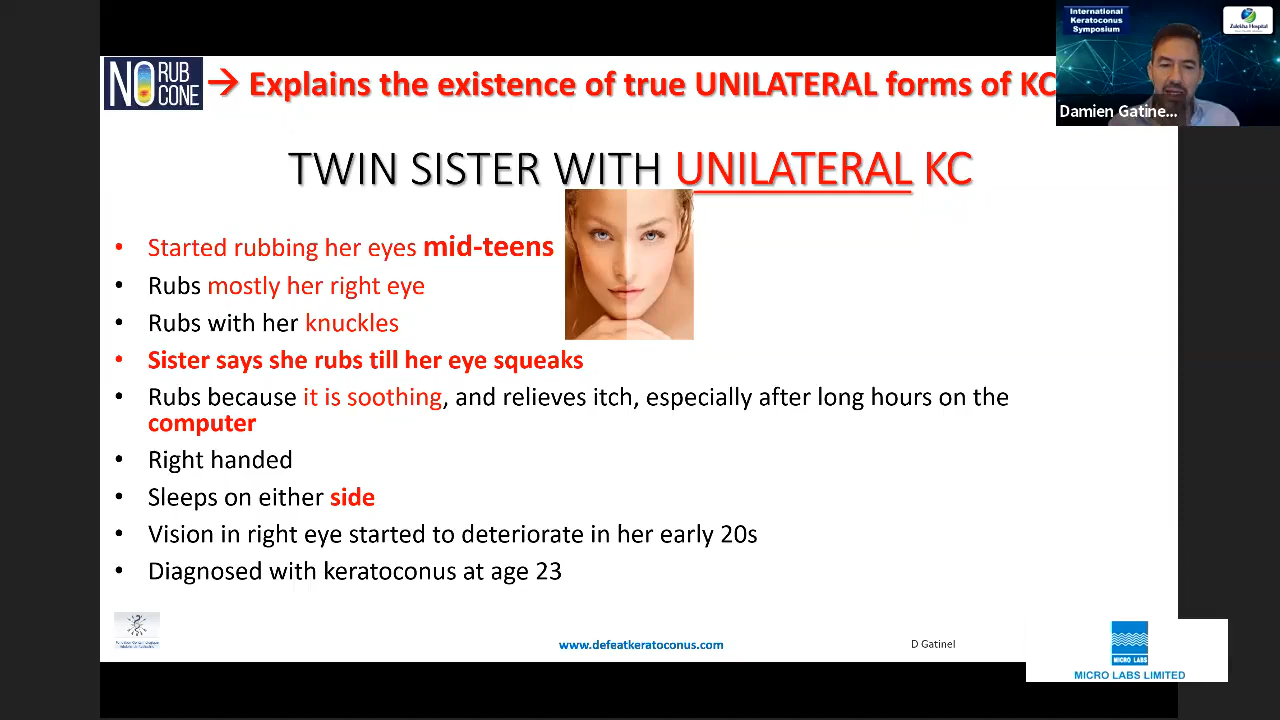 International
Keratoconus
Symposium
Zulekha Hospital
Damien Gatine...
NO RUB
CONE
→ Explains the existence of true UNILATERAL forms of KC
TWIN SISTER WITH UNILATERAL KC
• Started rubbing her eyes mid-teens
• Rubs mostly her right eye
• Rubs with her knuckles
• Sister says she rubs till her eye squeaks
• Rubs because it is soothing, and relieves itch, especially after long hours on the
computer
• Right handed
• Sleeps on either side
• Vision in right eye started to deteriorate in her early 20s
• Diagnosed with keratoconus at age 23
www.defeatkeratoconus.com
D Gatinel
MICRO LABS
MICRO LABS LIMITED